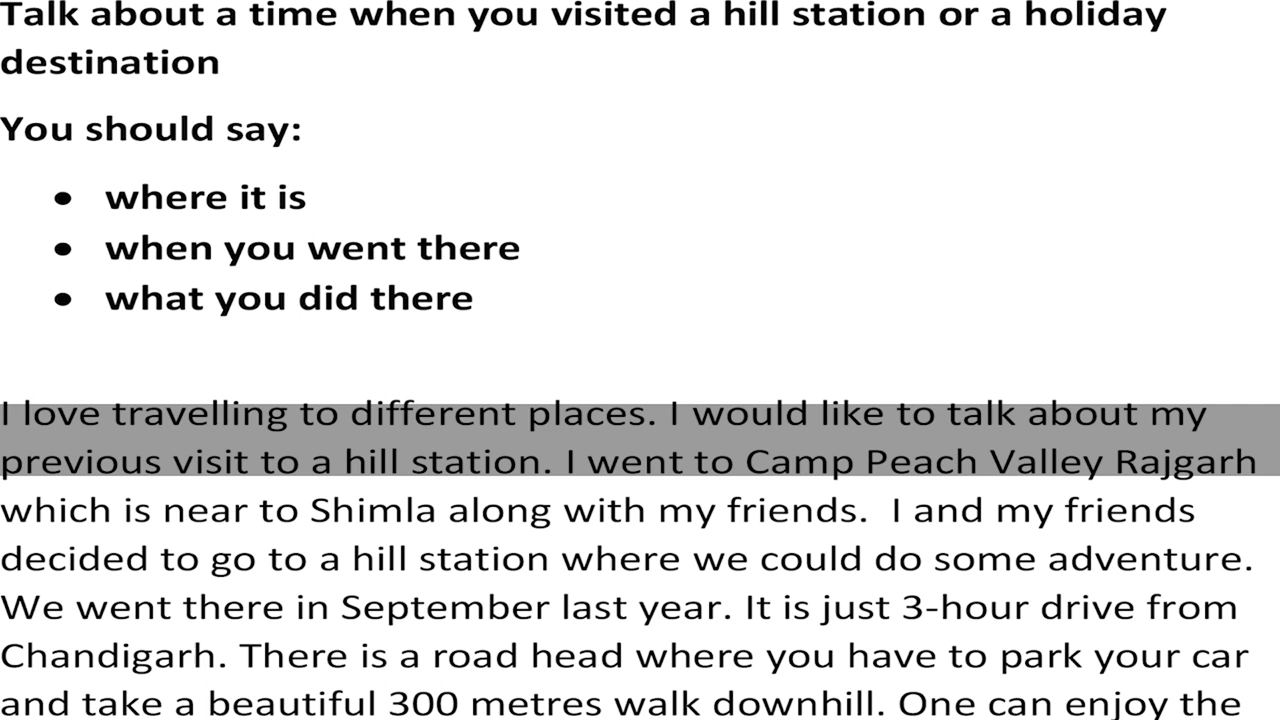 Talk about a time when you visited a hill station or a holiday
destination
You should say:
• where it is
• when you went there
• what you did there
I love travelling to different places. I would like to talk about my
previous visit to a hill station. I went to Camp Peach Valley Rajgarh
which is near to Shimla along with my friends.  I and my friends
decided to go to a hill station where we could do some adventure.
We went there in September last year. It is just 3-hour drive from
Chandigarh. There is a road head where you have to park your car
and take a beautiful 300 metres walk downhill. One can enjoy the